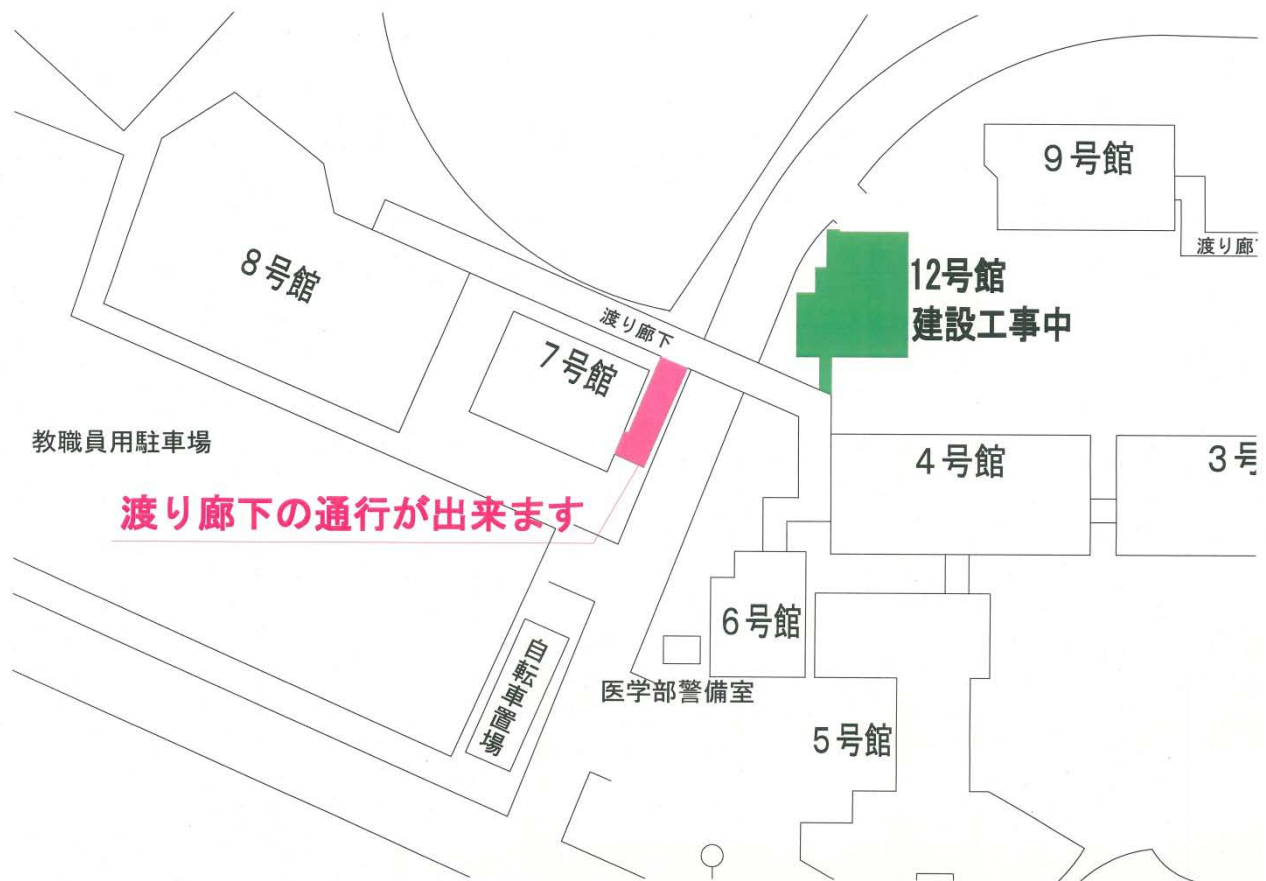 9号館
渡り廊
8号館
12号館
建設工事中
渡り廊下
7号館
教職員用駐車場
4号館
3号
渡り廊下の通行が出来ます
6号館
自転車置場
医学部警備室
5号館